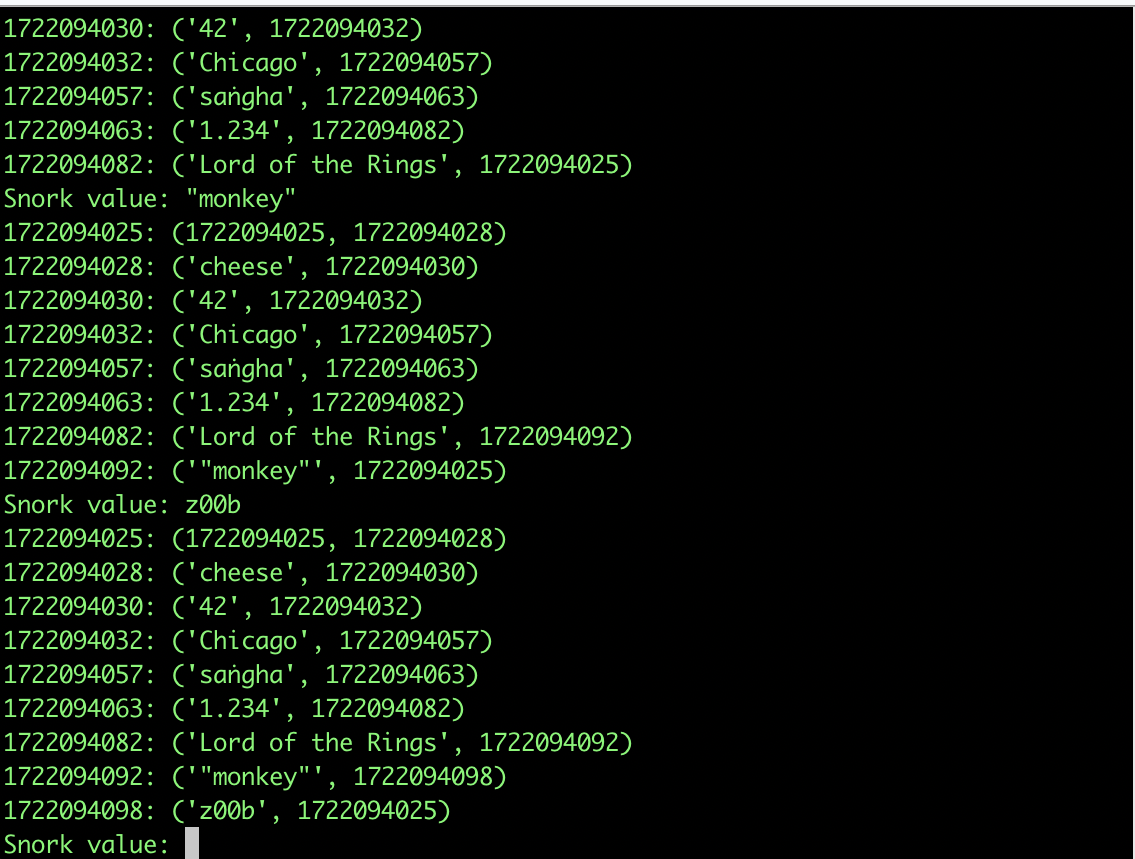 1722094030: ('42', 1722094032)
1722094032: ('Chicago', 1722094057)
1722094057: ('saṅgha', 1722094063)
1722094063: ('1.234', 1722094082)
1722094082: ('Lord of the Rings', 1722094025)
Snork value: "monkey"
1722094025: (1722094025, 1722094028)
1722094028: ('cheese', 1722094030)
1722094030: ('42', 1722094032)
1722094032: ('Chicago', 1722094057)
1722094057: ('saṅgha', 1722094063)
1722094063: ('1.234', 1722094082)
1722094082: ('Lord of the Rings', 1722094092)
1722094092: ('"monkey"', 1722094025)
Snork value: z00b
1722094025: (1722094025, 1722094028)
1722094028: ('cheese', 1722094030)
1722094030: ('42', 1722094032)
1722094032: ('Chicago', 1722094057)
1722094057: ('saṅgha', 1722094063)
1722094063: ('1.234', 1722094082)
1722094082: ('Lord of the Rings', 1722094092)
1722094092: ('"monkey"', 1722094098)
1722094098: ('z00b', 1722094025)
Snork value: